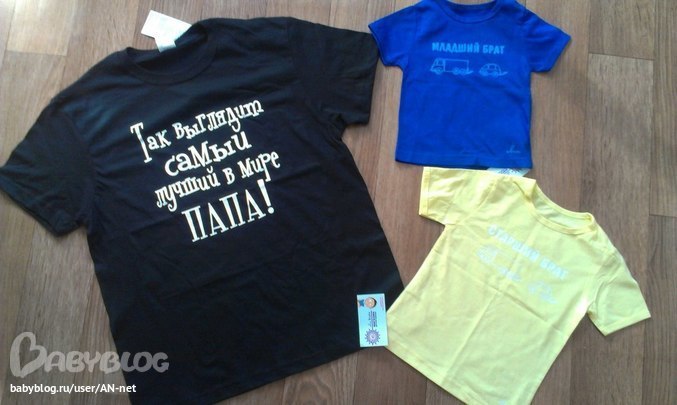 Так выглядит
самый
лучший в мире
ПАПА!
МЛАДШИЙ БРАТ
СТАРШИЙ БРАТ
BABYBLOG
babyblog.ru/user/AN-net